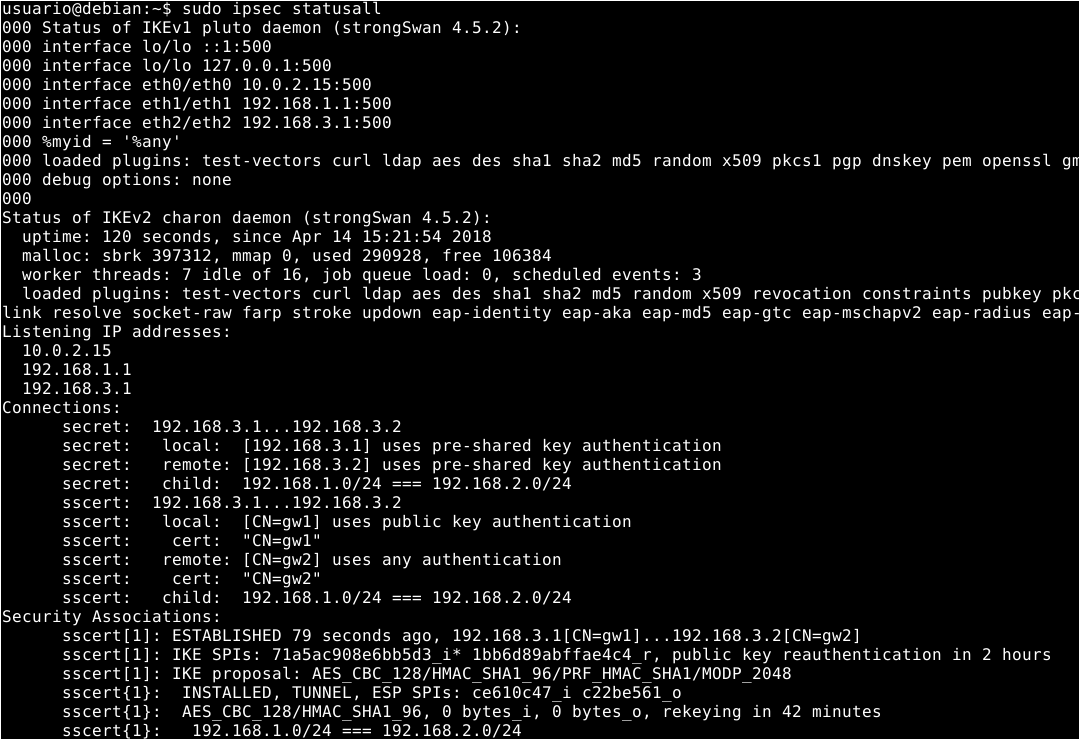 usuario@debian:~$ sudo ipsec statusall
000 Status of IKEv1 pluto daemon (strongSwan 4.5.2):
000 interface lo/lo ::1:500
000 interface lo/lo 127.0.0.1:500
000 interface eth0/eth0 10.0.2.15:500
000 interface eth1/eth1 192.168.1.1:500
000 interface eth2/eth2 192.168.3.1:500
000 %myid = '%any'
000 loaded plugins: test-vectors curl ldap aes des sha1 sha2 md5 random x509 pkcs1 pgp dnskey pem openssl gm
000 debug options: none
000
Status of IKEv2 charon daemon (strongSwan 4.5.2):
  uptime: 120 seconds, since Apr 14 15:21:54 2018
  malloc: sbrk 397312, mmap 0, used 290928, free 106384
  worker threads: 7 idle of 16, job queue load: 0, scheduled events: 3
  loaded plugins: test-vectors curl ldap aes des sha1 sha2 md5 random x509 revocation constraints pubkey pkc
link resolve socket-raw farp stroke updown eap-identity eap-aka eap-md5 eap-gtc eap-mschapv2 eap-radius eap-
Listening IP addresses:
  10.0.2.15
  192.168.1.1
  192.168.3.1
Connections:
      secret:  192.168.3.1...192.168.3.2
      secret:   local:  [192.168.3.1] uses pre-shared key authentication
      secret:   remote: [192.168.3.2] uses pre-shared key authentication
      secret:   child:  192.168.1.0/24 === 192.168.2.0/24
      sscert:  192.168.3.1...192.168.3.2
      sscert:   local:  [CN=gw1] uses public key authentication
      sscert:    cert:  "CN=gw1"
      sscert:   remote: [CN=gw2] uses any authentication
      sscert:    cert:  "CN=gw2"
      sscert:   child:  192.168.1.0/24 === 192.168.2.0/24
Security Associations:
      sscert[1]: ESTABLISHED 79 seconds ago, 192.168.3.1[CN=gw1]...192.168.3.2[CN=gw2]
      sscert[1]: IKE SPIs: 71a5ac908e6bb5d3_i* 1bb6d89abffae4c4_r, public key reauthentication in 2 hours
      sscert[1]: IKE proposal: AES_CBC_128/HMAC_SHA1_96/PRF_HMAC_SHA1/MODP_2048
      sscert{1}:  INSTALLED, TUNNEL, ESP SPIs: ce610c47_i c22be561_o
      sscert{1}:  AES_CBC_128/HMAC_SHA1_96, 0 bytes_i, 0 bytes_o, rekeying in 42 minutes
      sscert{1}:   192.168.1.0/24 === 192.168.2.0/24